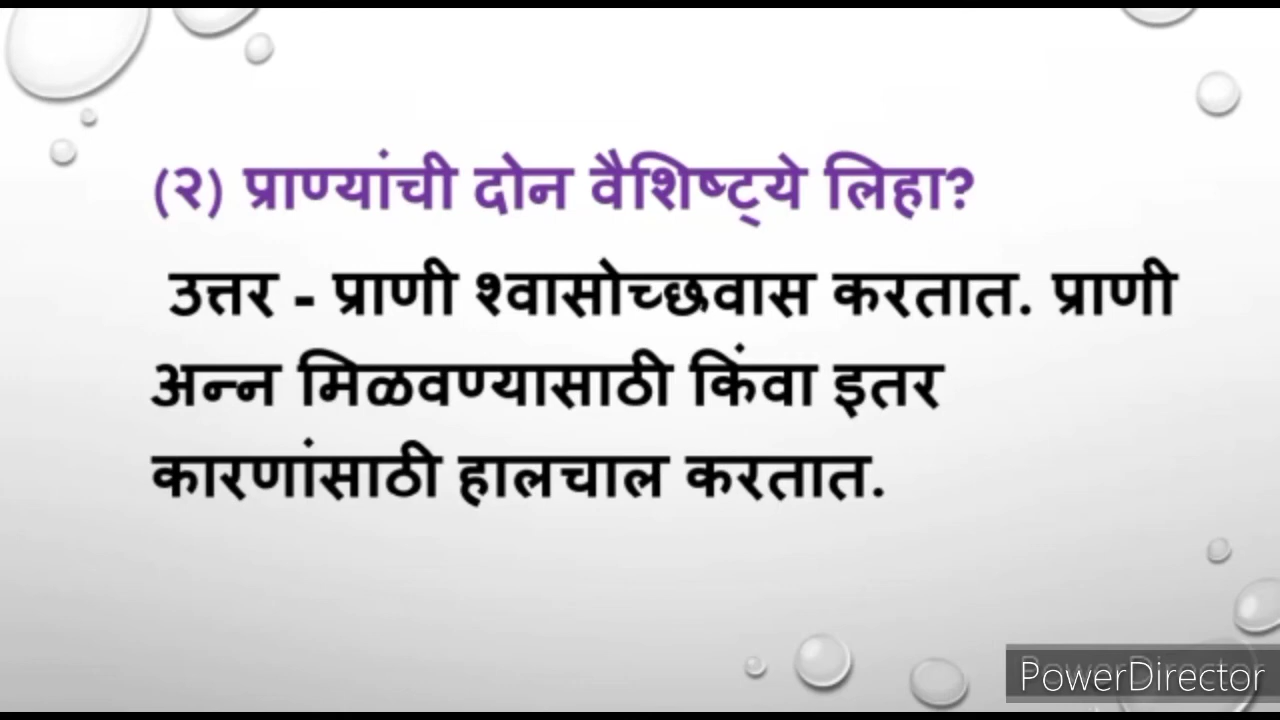 (२) प्राण्यांची दोन वैशिष्ट्ये लिहा?
उत्तर - प्राणी श्वासोच्छवास करतात. प्राणी
अन्न मिळवण्यासाठी किंवा इतर
कारणांसाठी हालचाल करतात.
PowerDirector